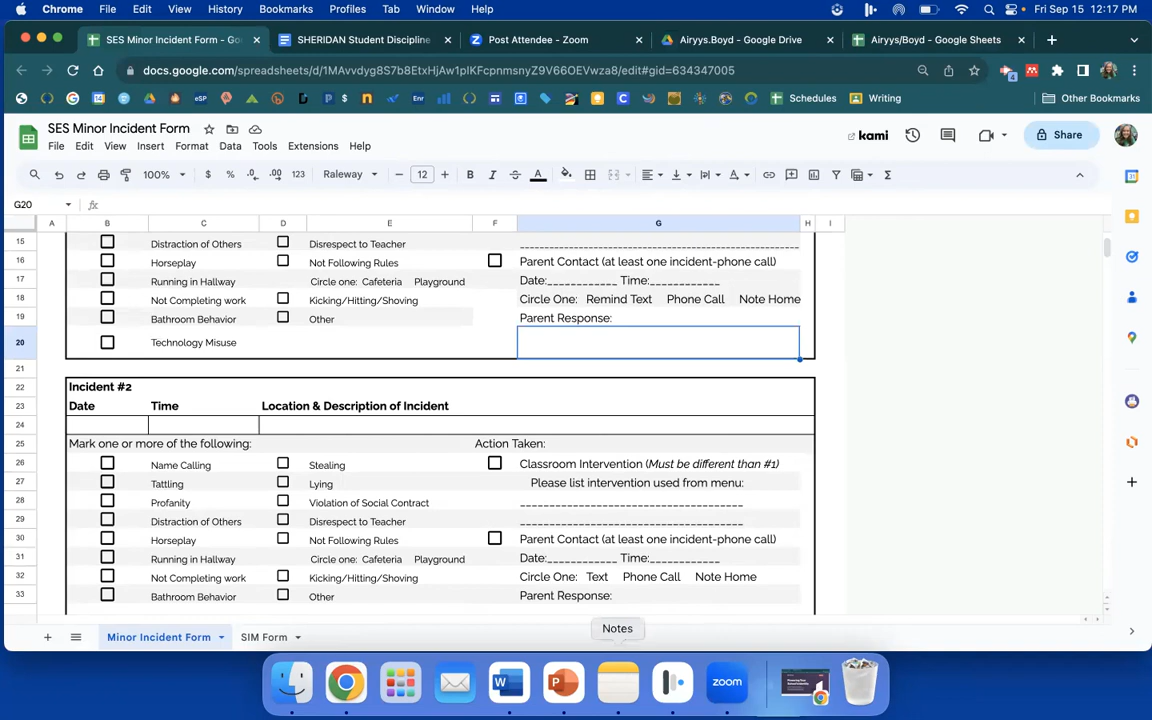 Chrome File Edit View History Bookmarks Profiles Tab Window Help Fri Sep 15 12:17 PM
SES Minor Incident Form - Go SHERIDAN Student Discipline Post Attendee - Zoom Airyys.Boyd - Google Drive Airyys/Boyd - Google Sheets
docs.google.com/spreadsheets/d/1MAvvdyg8S7b8EtxHjAw1pIKFcpnmsnyZ9V66OEVwza8/edit#gid=634347005
14 eSP $ n Enr C Schedules Writing Other Bookmarks
4
SES Minor Incident Form
kami Share
File Edit View Insert Format Data Tools Extensions Help
100% $ % .0 .00 123 Raleway 12 B I A
G20 fx
A B C D E F G H I
15 Distraction of Others Disrespect to Teacher
16 Horseplay Not Following Rules Parent Contact (at least one incident-phone call)
17 Running in Hallway Circle one: Cafeteria Playground Date:____________ Time:____________
18 Not Completing work Kicking/Hitting/Shoving Circle One: Remind Text Phone Call Note Home
19 Bathroom Behavior Other Parent Response:
20 Technology Misuse
21
22 Incident #2
23 Date Time Location & Description of Incident
24
25 Mark one or more of the following: Action Taken:
26 Name Calling Stealing Classroom Intervention (Must be different than #1)
27 Tattling Lying Please list intervention used from menu:
28 Profanity Violation of Social Contract
29 Distraction of Others Disrespect to Teacher
30 Horseplay Not Following Rules Parent Contact (at least one incident-phone call)
31 Running in Hallway Circle one: Cafeteria Playground Date:____________ Time:____________
32 Not Completing work Kicking/Hitting/Shoving Circle One: Text Phone Call Note Home
33 Bathroom Behavior Other Parent Response:
Notes
Minor Incident Form SIM Form
W P zoom